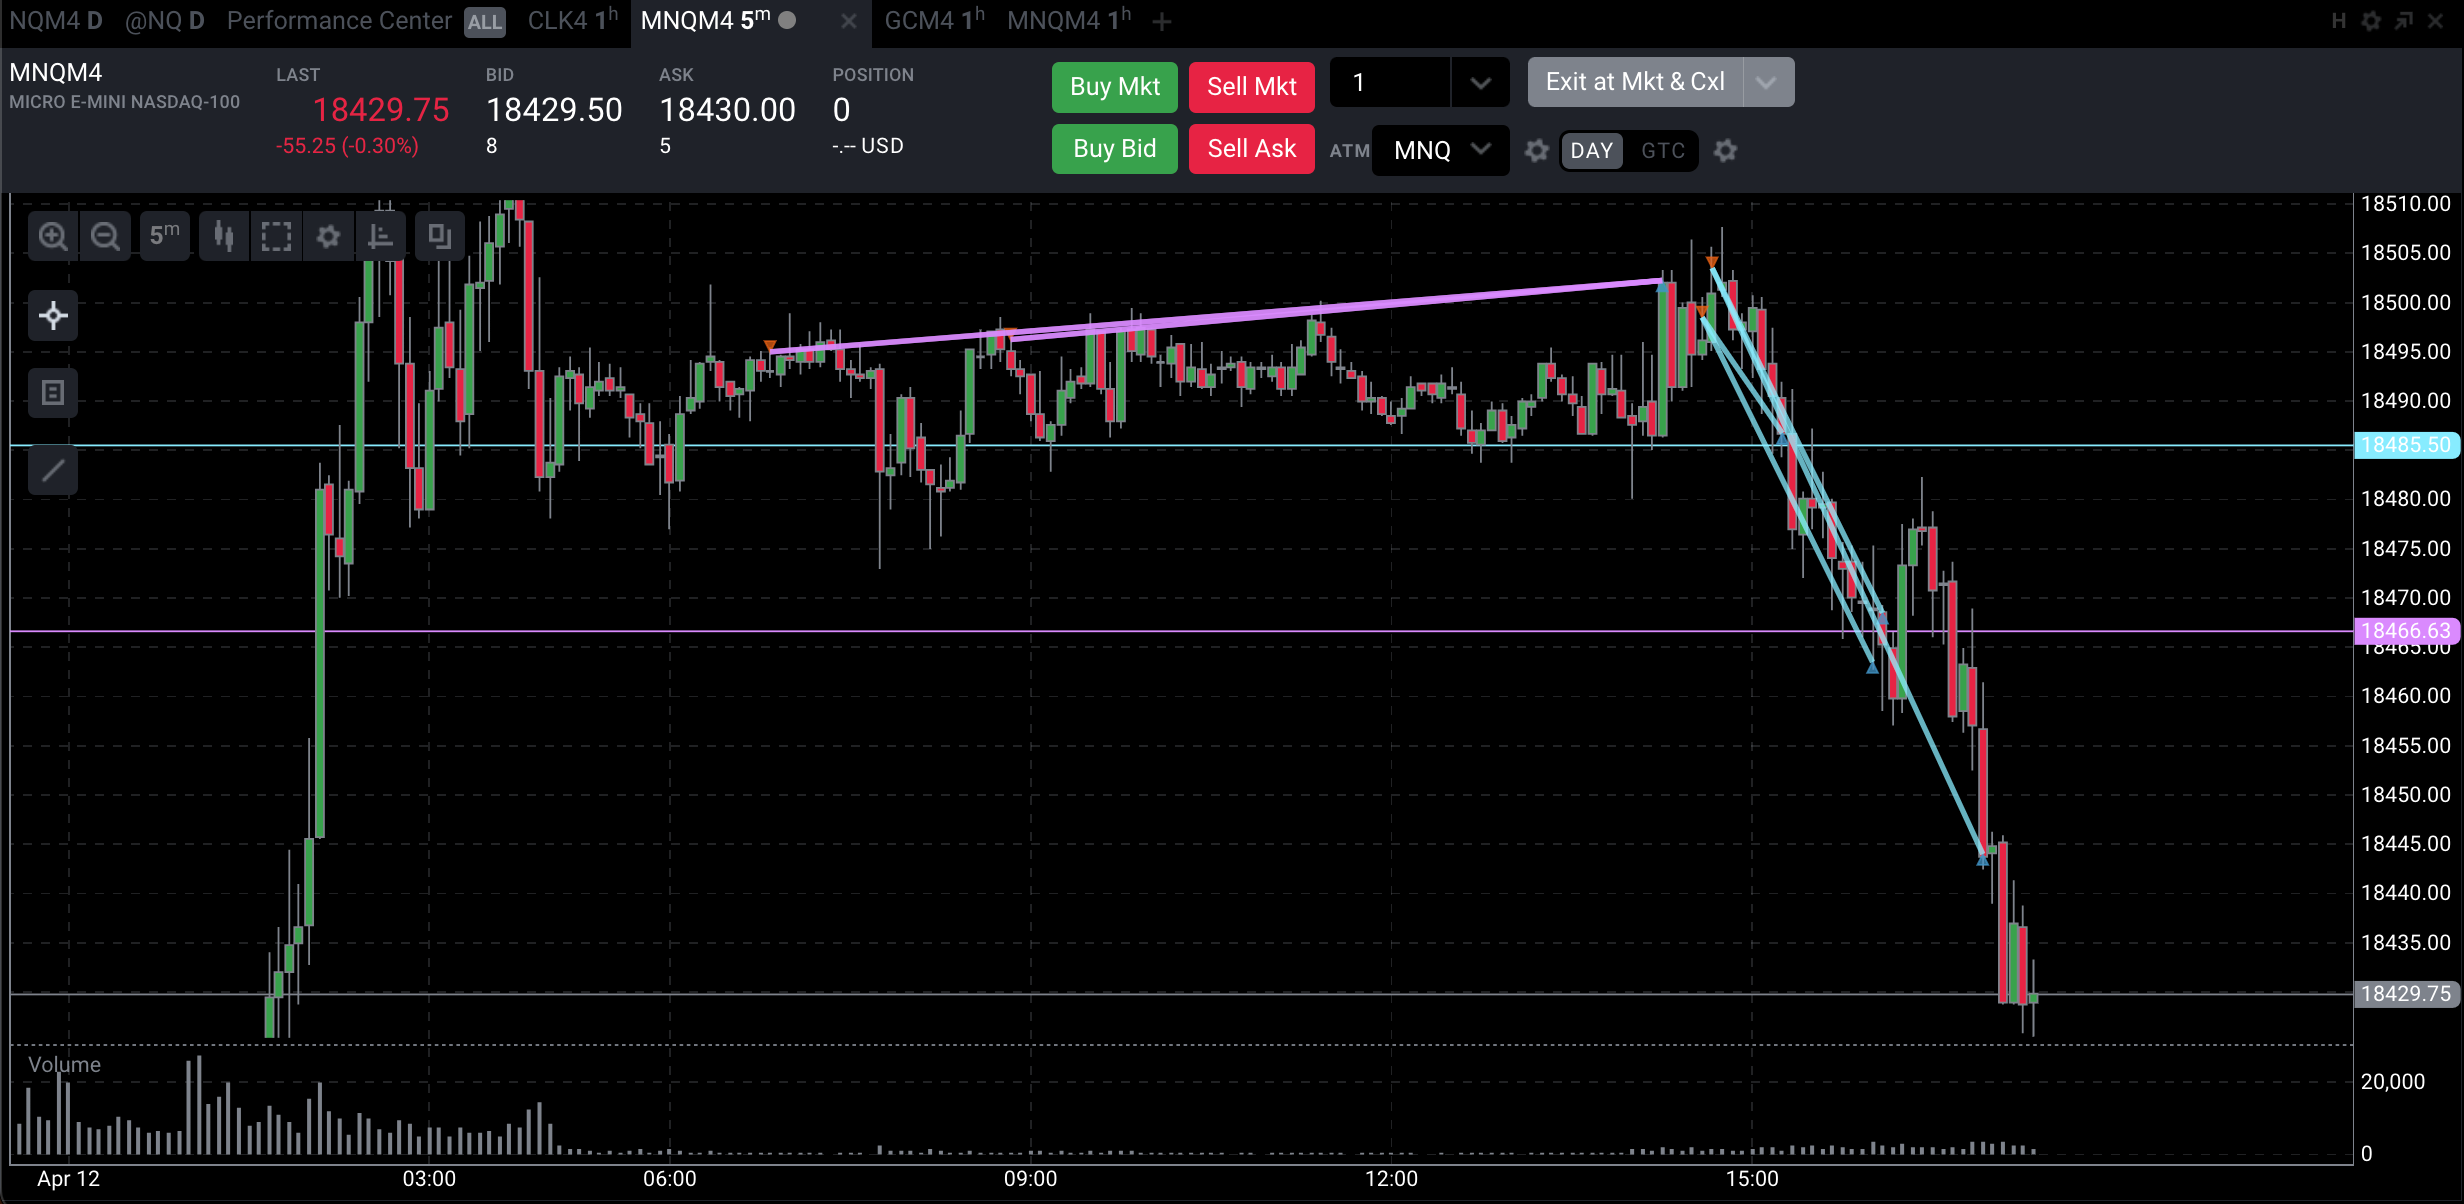 NQM4 D @NQ D Performance Center ALL CLK4 1h MNQM4 5m GCM4 1h MNQM4 1h H
MNQM4 LAST BID ASK POSITION
MICRO E-MINI NASDAQ-100 18429.75 18429.50 18430.00 0
-55.25 (-0.30%) 8 5 -.-- USD
Buy Mkt Sell Mkt 1 Exit at Mkt & Cxl
Buy Bid Sell Ask ATM MNQ DAY GTC
5m
18510.00
18505.00
18500.00
18495.00
18490.00
18485.50
18480.00
18475.00
18470.00
18466.63
18465.00
18460.00
18455.00
18450.00
18445.00
18440.00
18435.00
18429.75
Volume
20,000
0
Apr 12 03:00 06:00 09:00 12:00 15:00